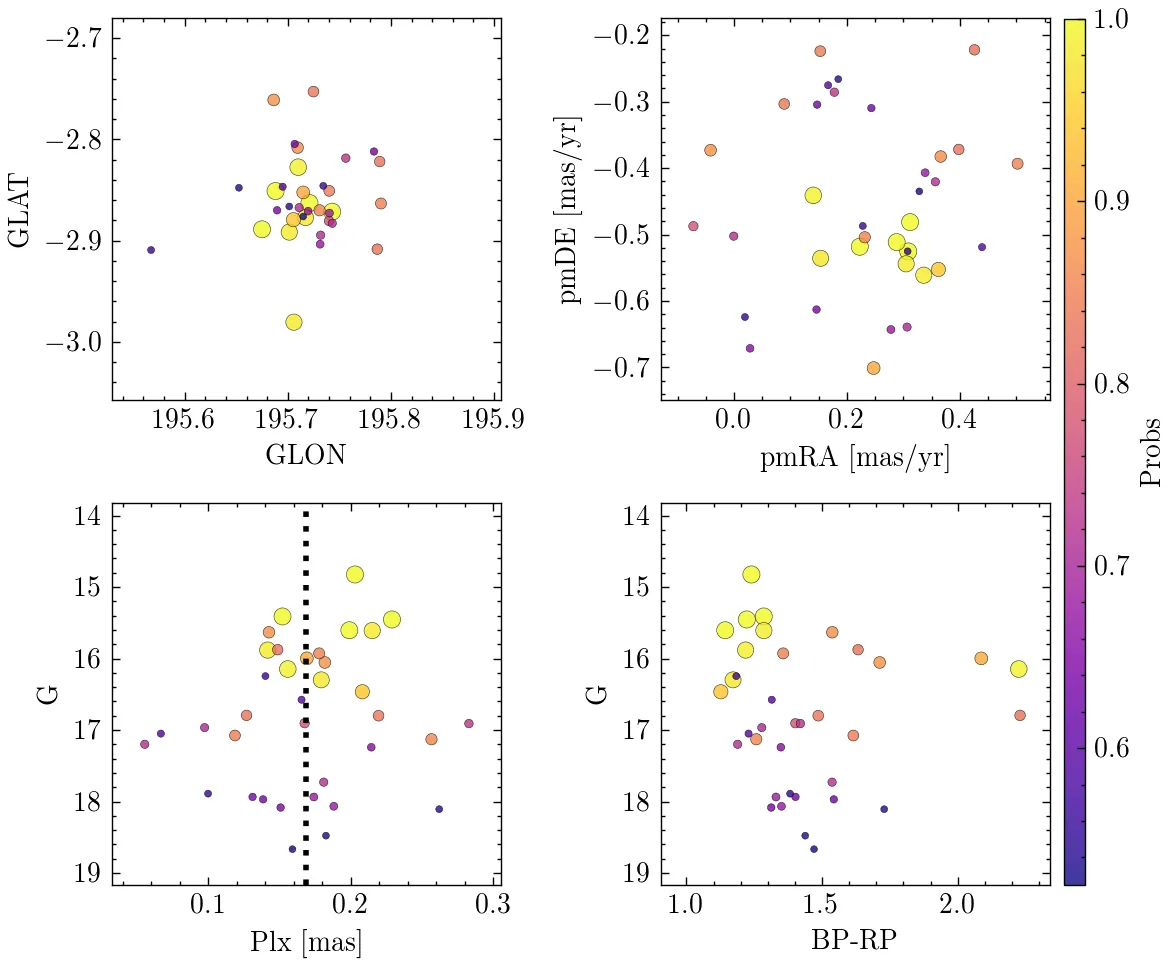 −2.7
−2.8
−2.9
−3.0
GLAT
195.6 195.7 195.8 195.9
GLON
−0.2
−0.3
−0.4
−0.5
−0.6
−0.7
pmDE [mas/yr]
0.0 0.2 0.4
pmRA [mas/yr]
1.0
0.9
0.8
0.7
0.6
Probs
14
15
16
17
18
19
G
0.1 0.2 0.3
Plx [mas]
14
15
16
17
18
19
G
1.0 1.5 2.0
BP-RP